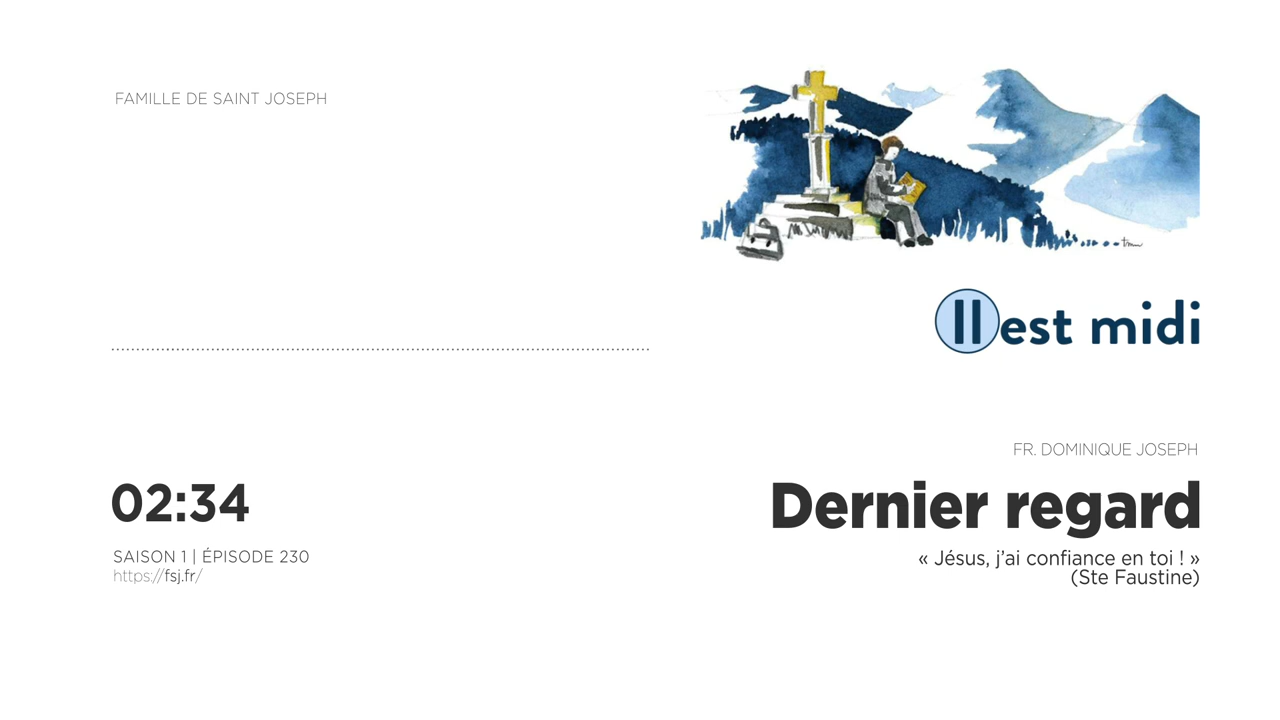 FAMILLE DE SAINT JOSEPH
Il est midi
FR. DOMINIQUE JOSEPH
02:34
Dernier regard
SAISON 1 | ÉPISODE 230
https://fsj.fr/
« Jésus, j'ai confiance en toi ! »
(Ste Faustine)